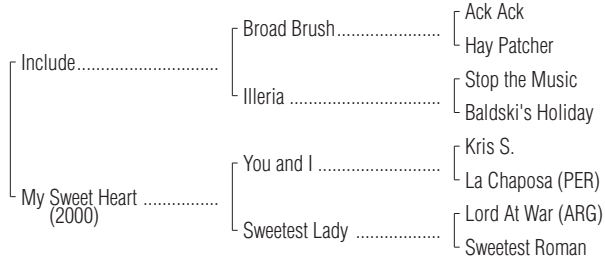 Ack Ack
Broad Brush..........................
Hay Patcher
Include...................................
Stop the Music
Illeria ......................................
Baldski's Holiday
Kris S.
You and I ...............................
La Chaposa (PER)
My Sweet Heart ..................
(2000)
Lord At War (ARG)
Sweetest Lady .....................
Sweetest Roman